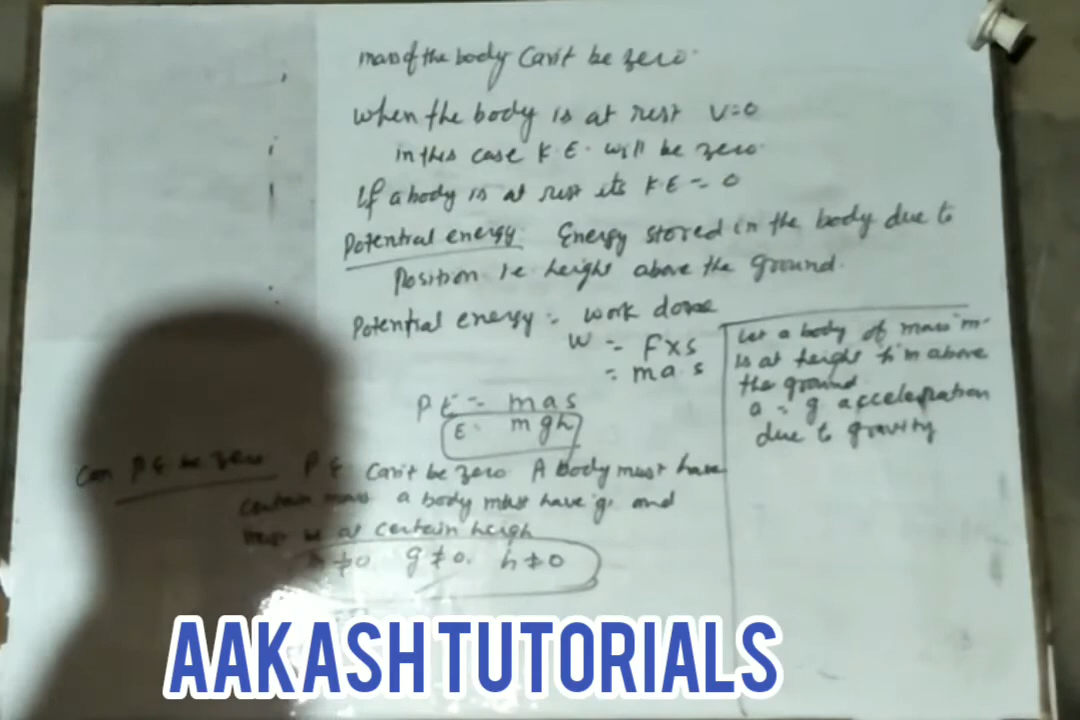 mass of the body Can't be zero.
when the body is at rest V=0
in this case K.E. will be zero.
If a body is at rest its K.E = 0
Potential energy. Energy stored in the body due to
Position i.e. height above the ground.
Potential energy = work done
W = F×S
= ma.s
PE = mas
E = mgh
Let a body of mass 'm'
is at height 'h' m above
the ground
a = g acceleration
due to gravity
Can P.E be zero P.E Can't be zero. A body must have
certain mass a body must have 'g' and
must be at certain heigh
≠0 g≠0. h≠0
AAKASH TUTORIALS